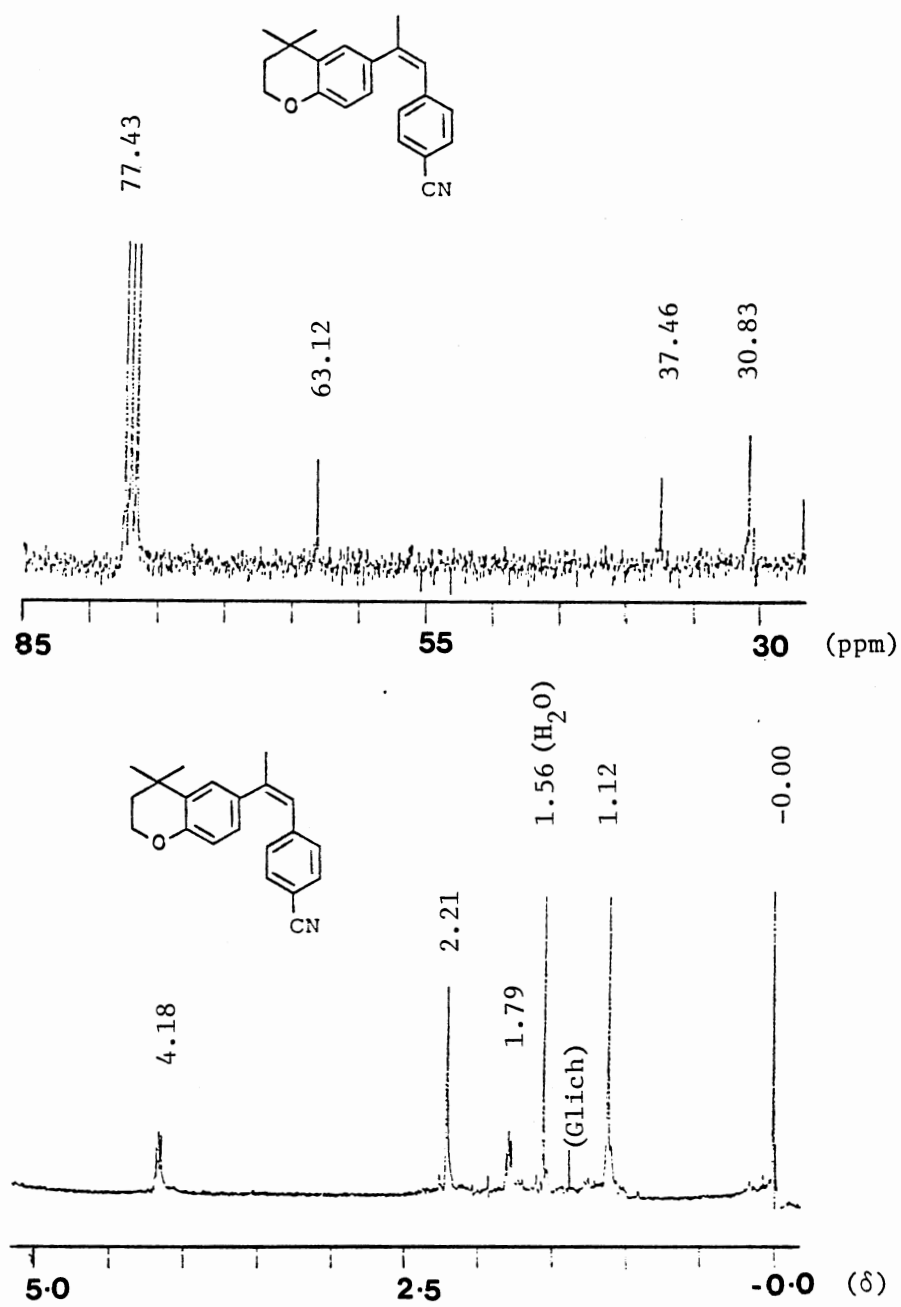 O
CN
77.43
63.12
37.46
30.83
85 55 30 (ppm)
O
CN
4.18
2.21
1.79
1.56 (H2O)
(Glich)
1.12
-0.00
5.0 2.5 -0.0 (δ)